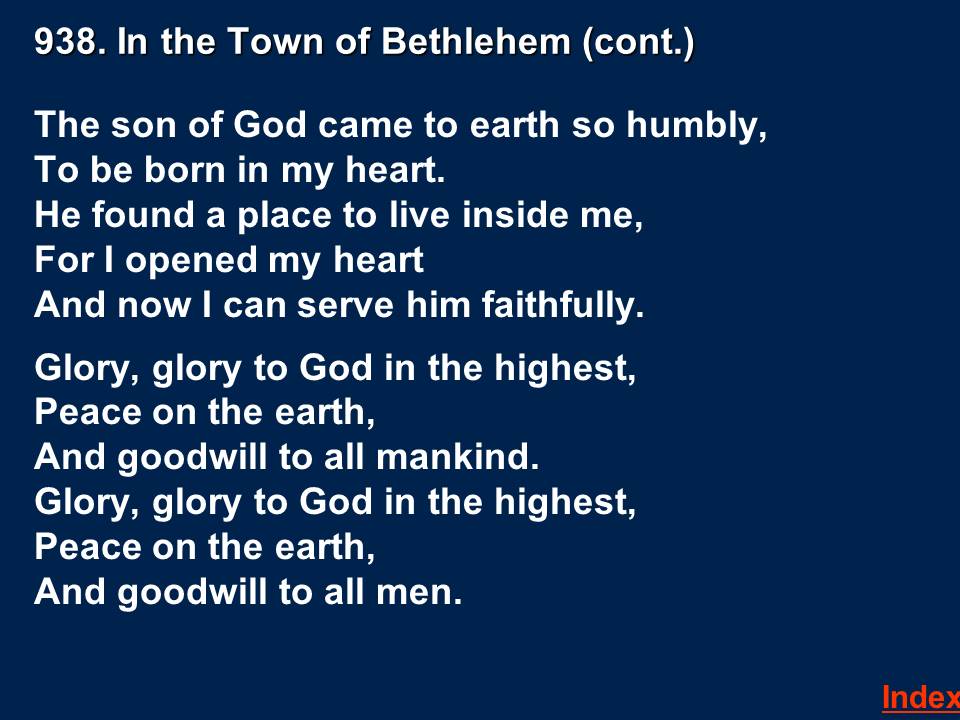 938. In the Town of Bethlehem (cont.)
The son of God came to earth so humbly,
To be born in my heart.
He found a place to live inside me,
For I opened my heart
And now I can serve him faithfully.
Glory, glory to God in the highest,
Peace on the earth,
And goodwill to all mankind.
Glory, glory to God in the highest,
Peace on the earth,
And goodwill to all men.
Index